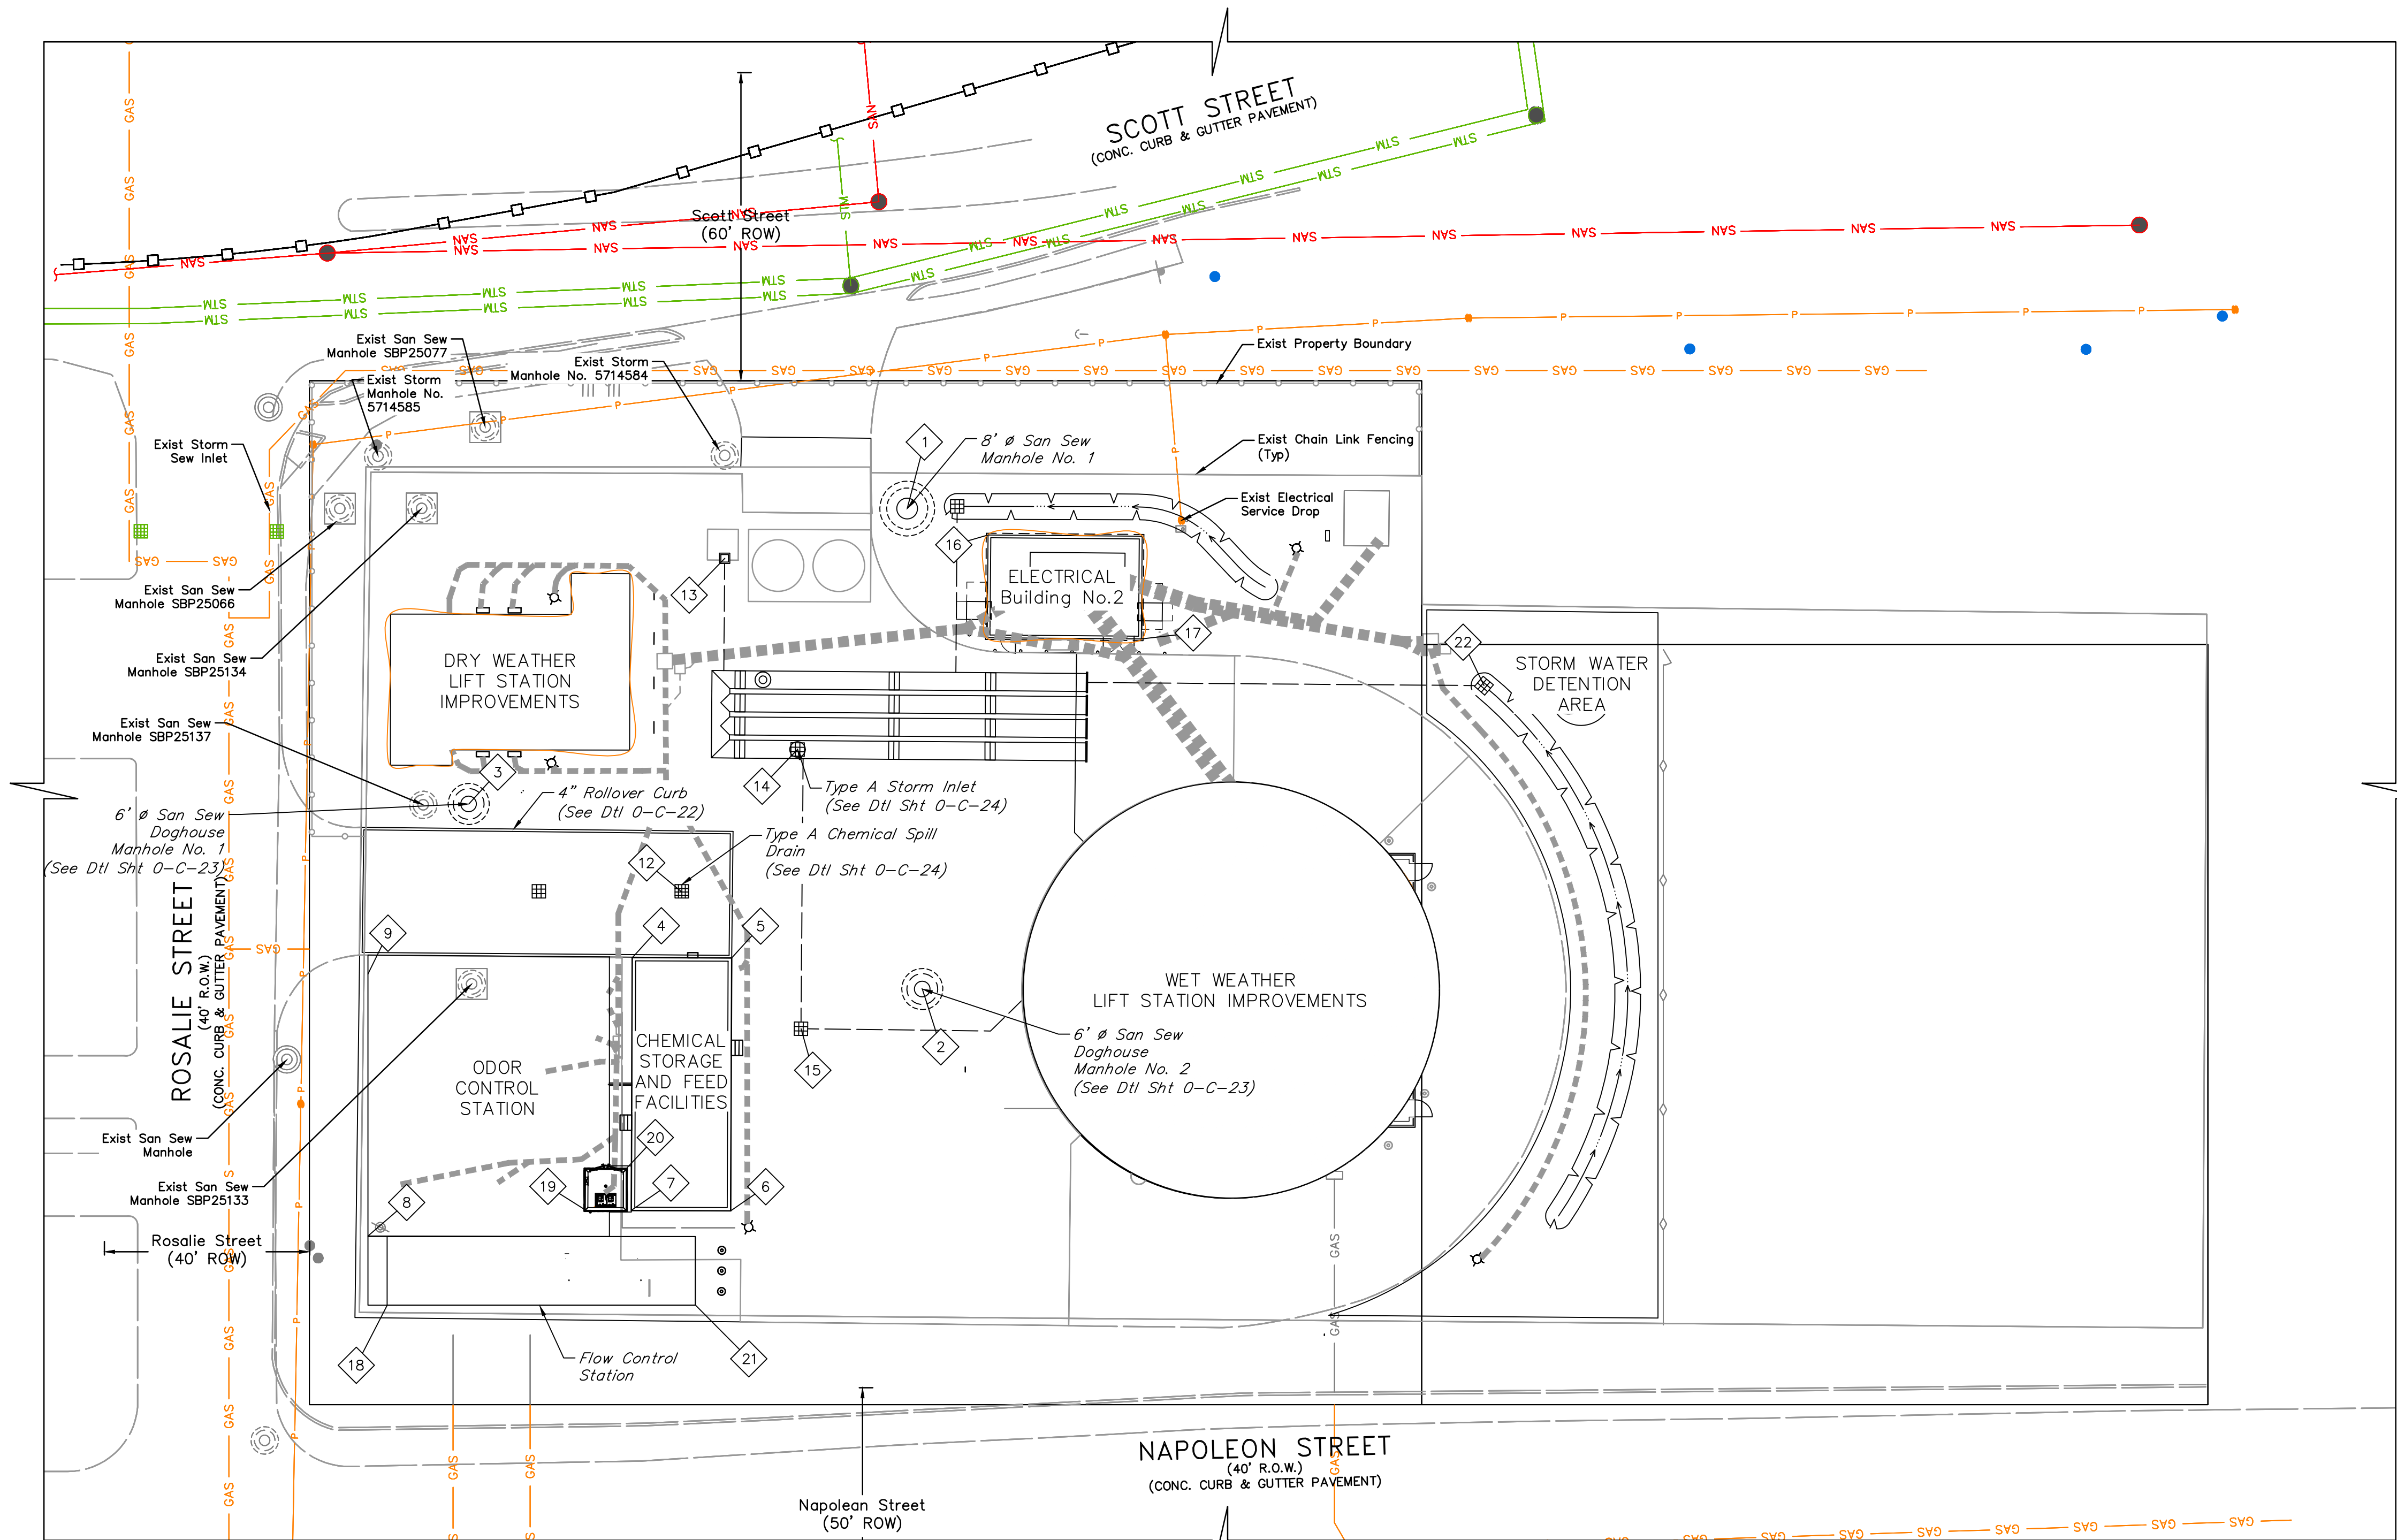 SCOTT STREET
(CONC. CURB & GUTTER PAVEMENT)
Scott Street
(60' ROW)
GAS
SAN
STM
P
Exist San Sew
Manhole SBP25077
Exist Storm
Manhole No. 5714584
Exist Storm
Manhole No.
5714585
Exist Property Boundary
Exist Storm
Sew Inlet
1
8' ø San Sew
Manhole No. 1
Exist Chain Link Fencing
(Typ)
Exist Electrical
Service Drop
16
13
ELECTRICAL
Building No.2
17
22
Exist San Sew
Manhole SBP25066
Exist San Sew
Manhole SBP25134
DRY WEATHER
LIFT STATION
IMPROVEMENTS
STORM WATER
DETENTION
AREA
Exist San Sew
Manhole SBP25137
3
14
Type A Storm Inlet
(See Dtl Sht 0-C-24)
4" Rollover Curb
(See Dtl 0-C-22)
6' ø San Sew
Doghouse
Manhole No. 1
(See Dtl Sht 0-C-23)
Type A Chemical Spill
Drain
(See Dtl Sht 0-C-24)
12
ROSALIE STREET
(40' R.O.W.)
(CONC. CURB & GUTTER PAVEMENT)
9
4
5
WET WEATHER
LIFT STATION IMPROVEMENTS
2
6' ø San Sew
Doghouse
Manhole No. 2
(See Dtl Sht 0-C-23)
15
ODOR
CONTROL
STATION
CHEMICAL
STORAGE
AND FEED
FACILITIES
Exist San Sew
Manhole
20
Exist San Sew
Manhole SBP25133
8
19
7
6
Rosalie Street
(40' ROW)
18
Flow Control
Station
21
NAPOLEON STREET
(40' R.O.W.)
(CONC. CURB & GUTTER PAVEMENT)
Napolean Street
(50' ROW)